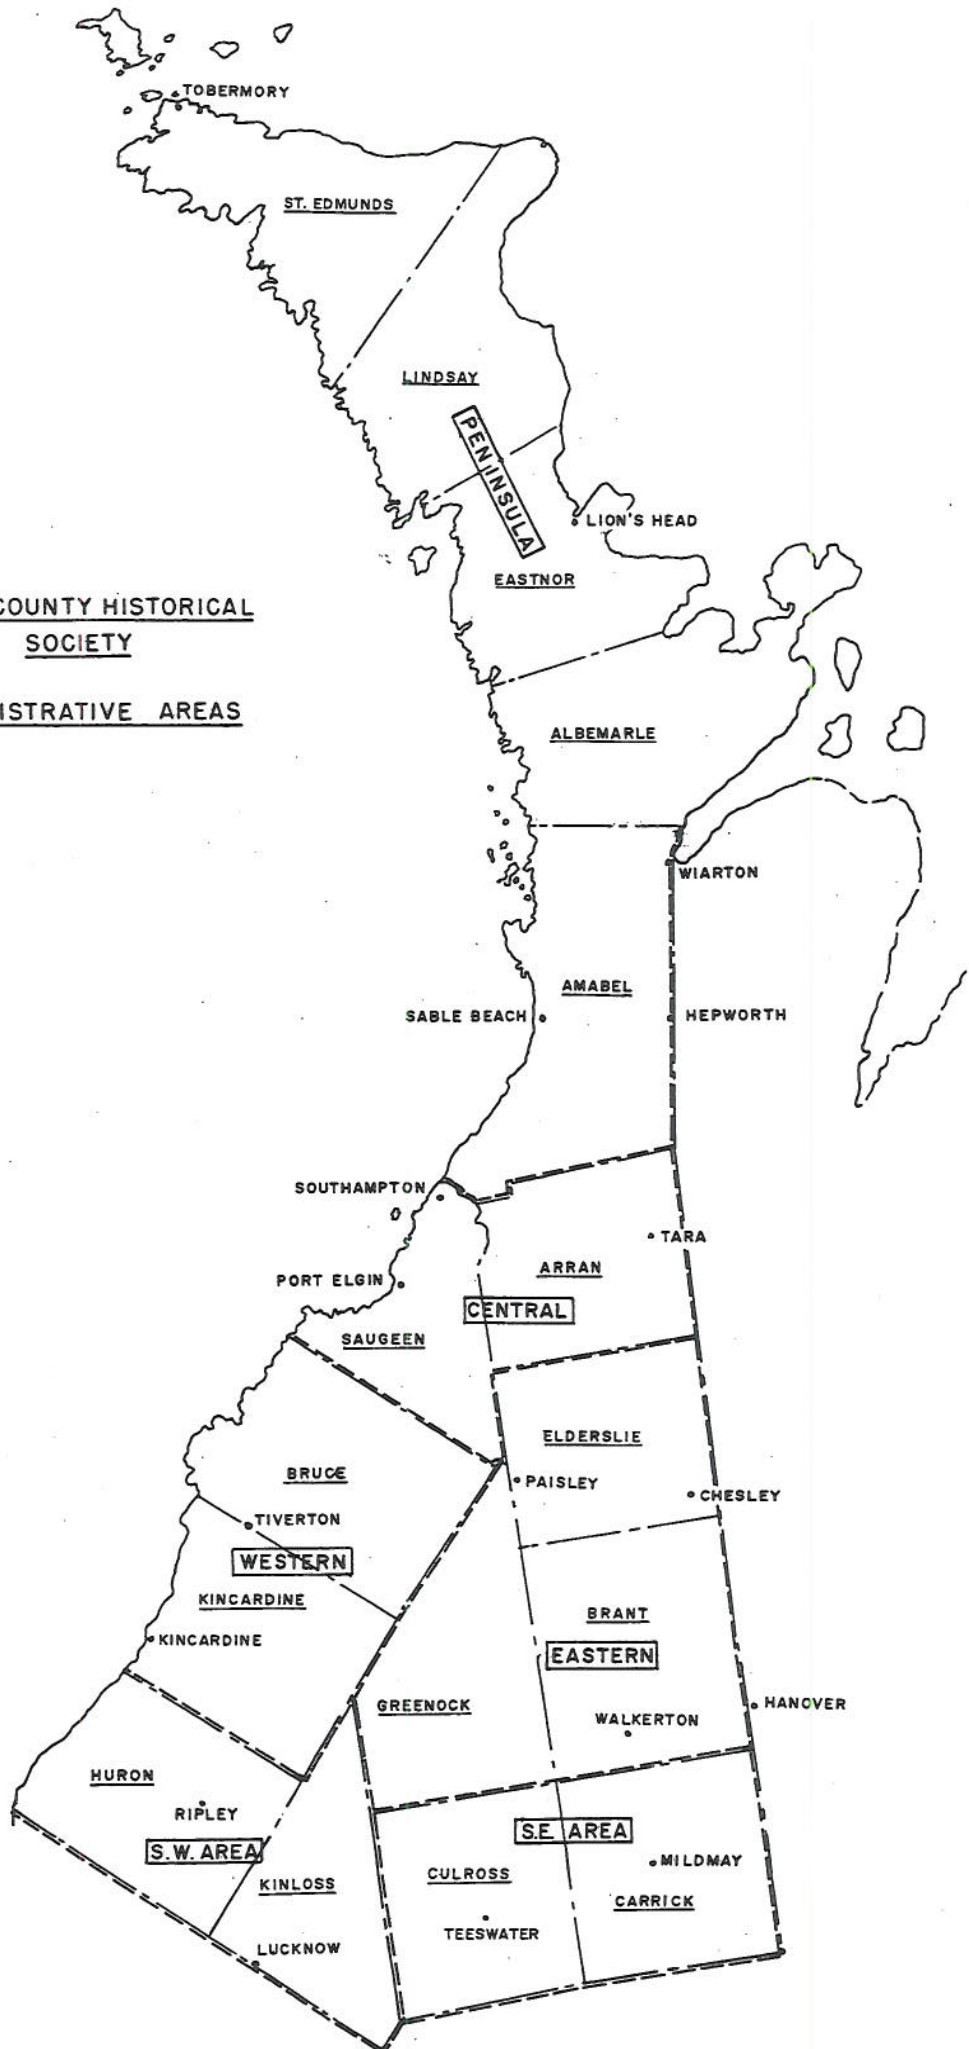 TOBERMORY
ST. EDMUNDS
LINDSAY
PENINSULA
LION'S HEAD
EASTNOR
COUNTY HISTORICAL
SOCIETY
ISTRATIVE AREAS
ALBEMARLE
WIARTON
AMABEL
SABLE BEACH
HEPWORTH
SOUTHAMPTON
TARA
ARRAN
PORT ELGIN
CENTRAL
SAUGEEN
ELDERSLIE
BRUCE
PAISLEY
CHESLEY
TIVERTON
WESTERN
KINCARDINE
BRANT
KINCARDINE
EASTERN
GREENOCK
HANOVER
WALKERTON
HURON
RIPLEY
S.E. AREA
S.W. AREA
MILDMAY
CULROSS
KINLOSS
CARRICK
TEESWATER
LUCKNOW